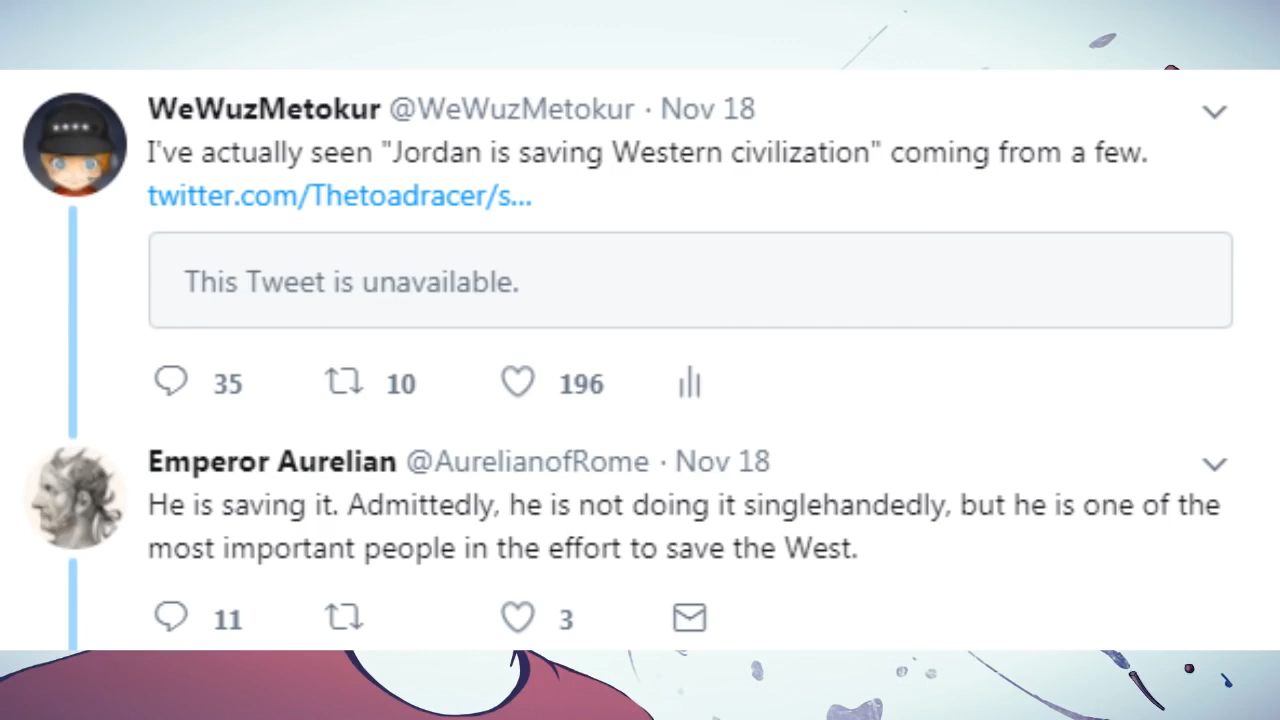 WeWuzMetokur @WeWuzMetokur · Nov 18
I've actually seen "Jordan is saving Western civilization" coming from a few.
twitter.com/Thetoadracer/s...
This Tweet is unavailable.
35 10 196
Emperor Aurelian @AurelianofRome · Nov 18
He is saving it. Admittedly, he is not doing it singlehandedly, but he is one of the
most important people in the effort to save the West.
11 3